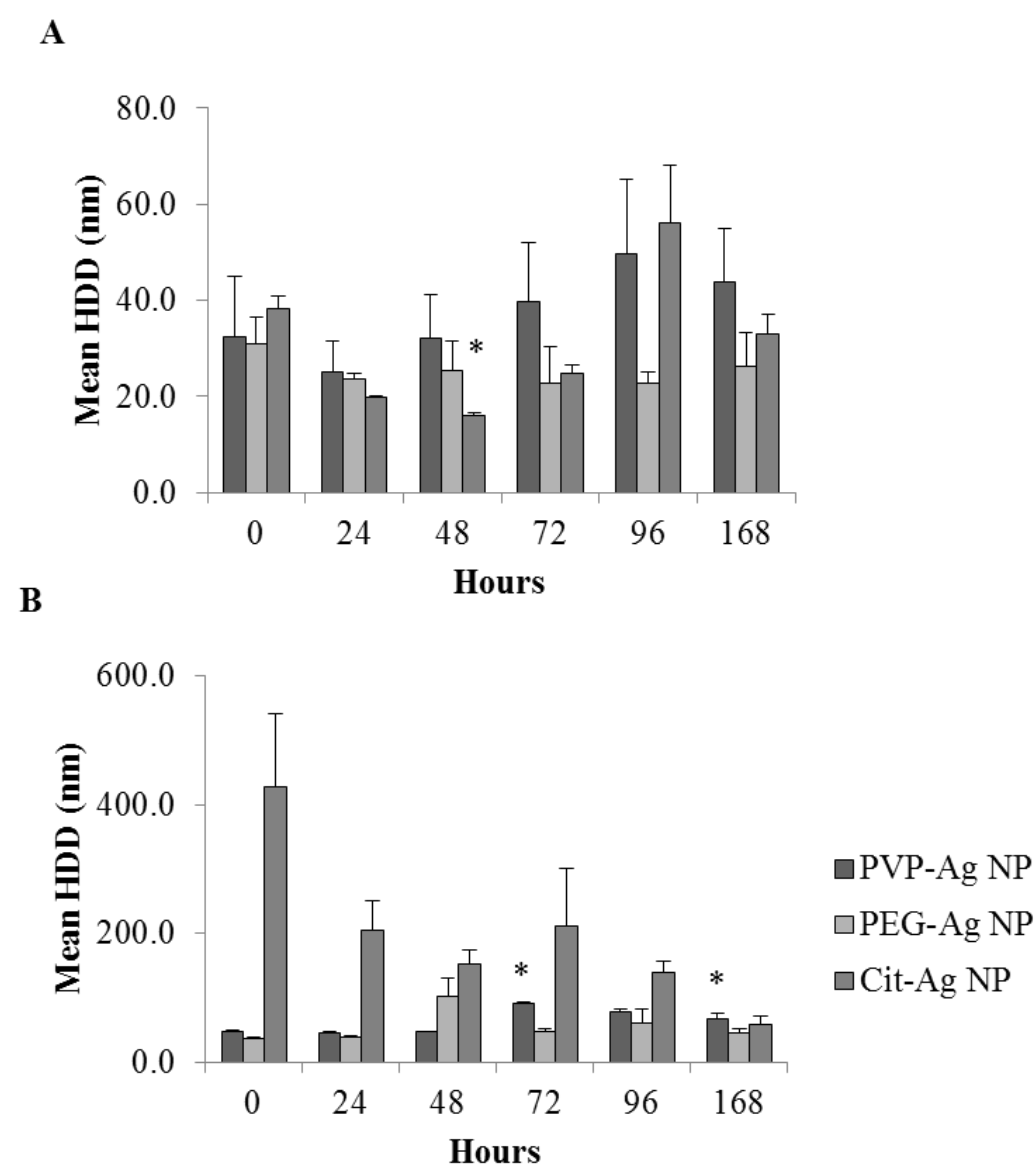 A
80.0
60.0
40.0
20.0
0.0
Mean HDD (nm)
*
0 24 48 72 96 168
Hours
B
600.0
400.0
200.0
0.0
Mean HDD (nm)
* *
0 24 48 72 96 168
Hours
PVP-Ag NP
PEG-Ag NP
Cit-Ag NP